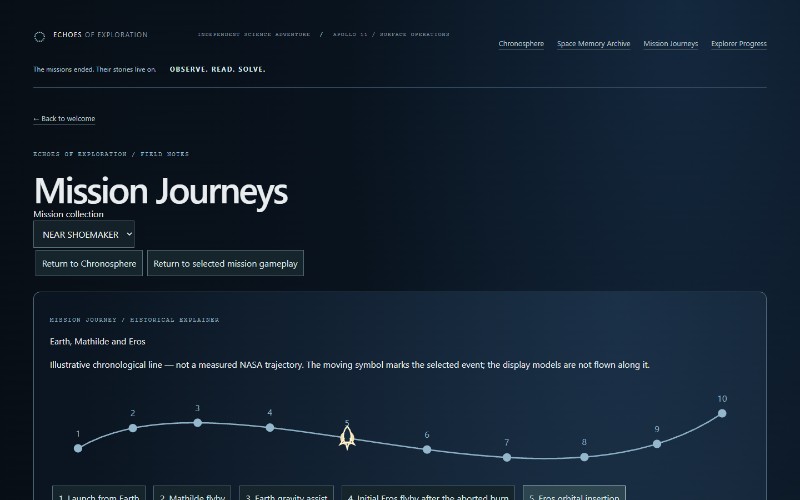 ECHOES OF EXPLORATION
INDEPENDENT SCIENCE ADVENTURE / APOLLO 11 / SURFACE OPERATIONS
Chronosphere Space Memory Archive Mission Journeys Explorer Progress
The missions ended. Their stories live on. OBSERVE. READ. SOLVE.
← Back to welcome
ECHOES OF EXPLORATION / FIELD NOTES
Mission Journeys
Mission collection
NEAR SHOEMAKER
Return to Chronosphere Return to selected mission gameplay
MISSION JOURNEY / HISTORICAL EXPLAINER
Earth, Mathilde and Eros
Illustrative chronological line — not a measured NASA trajectory. The moving symbol marks the selected event; the display models are not flown along it.
1 2 3 4 5 6 7 8 9 10
1. Launch from Earth 2. Mathilde flyby 3. Earth gravity assist 4. Initial Eros flyby after the aborted burn 5. Eros orbital insertion